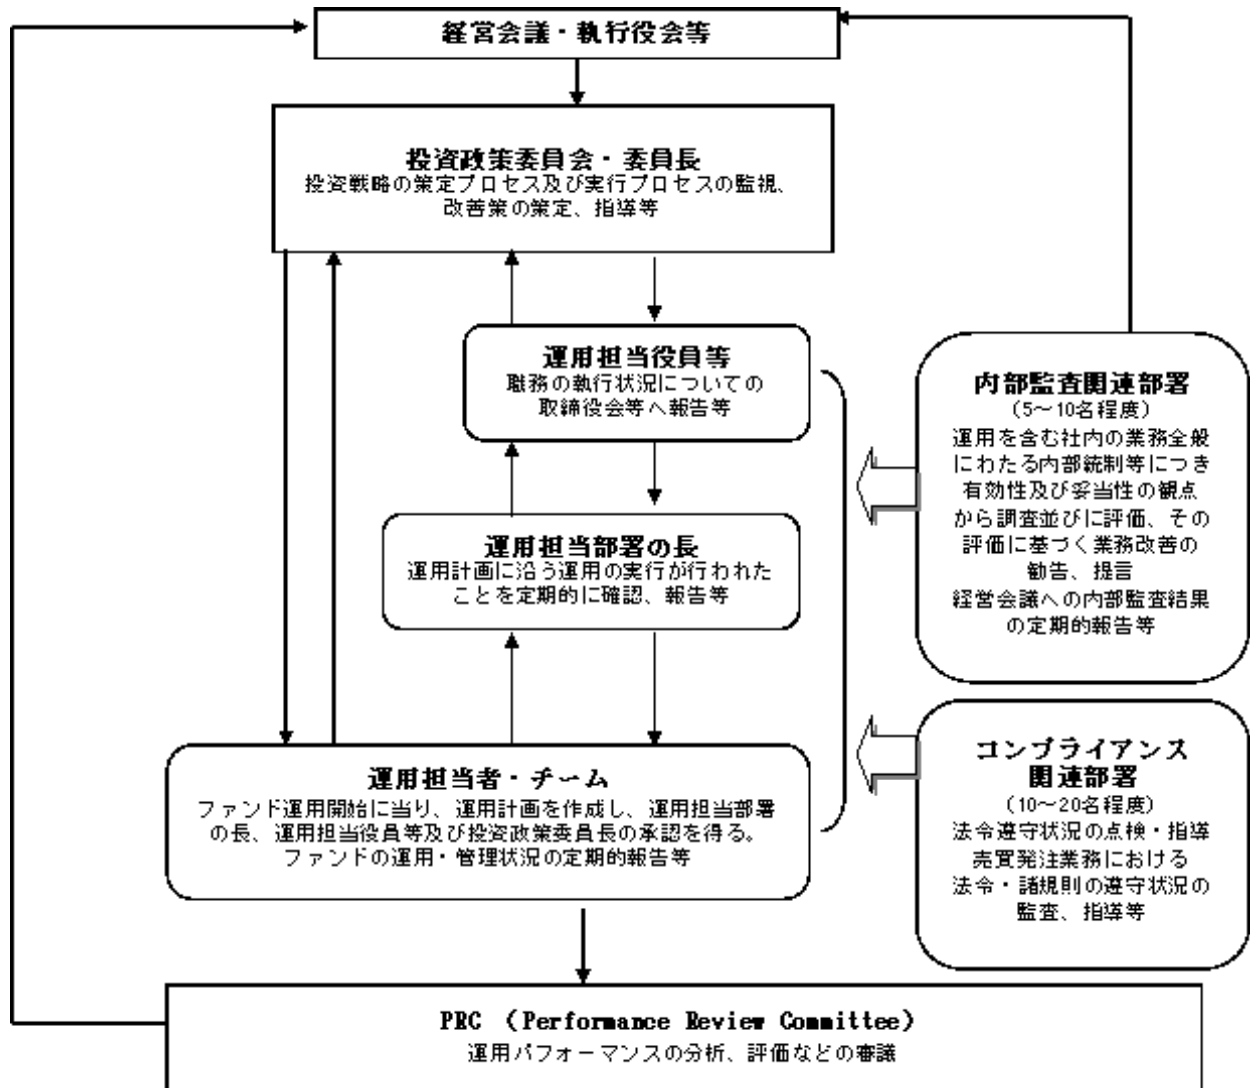 経営会議・執行役会等
投資政策委員会・委員長
投資戦略の策定プロセス及び実行プロセスの監視、
改善策の策定、指導等
運用担当役員等
職務の執行状況についての
取締役会等へ報告等
運用担当部署の長
運用計画に沿う運用の実行が行われた
ことを定期的に確認、報告等
運用担当者・チーム
ファンド運用開始に当り、運用計画を作成し、運用担当部署
の長、運用担当役員等及び投資政策委員長の承認を得る。
ファンドの運用・管理状況の定期的報告等
内部監査関連部署
（5～10名程度）
運用を含む社内の業務全般
にわたる内部統制等につき
有効性及び妥当性の観点
から調査並びに評価、その
評価に基づく業務改善の
勧告、提言
経営会議への内部監査結果
の定期的報告等
コンプライアンス
関連部署
（10～20名程度）
法令遵守状況の点検・指導
売買発注業務における
法令・諸規則の遵守状況の
監査、指導等
PRC （Performance Review Committee）
運用パフォーマンスの分析、評価などの審議